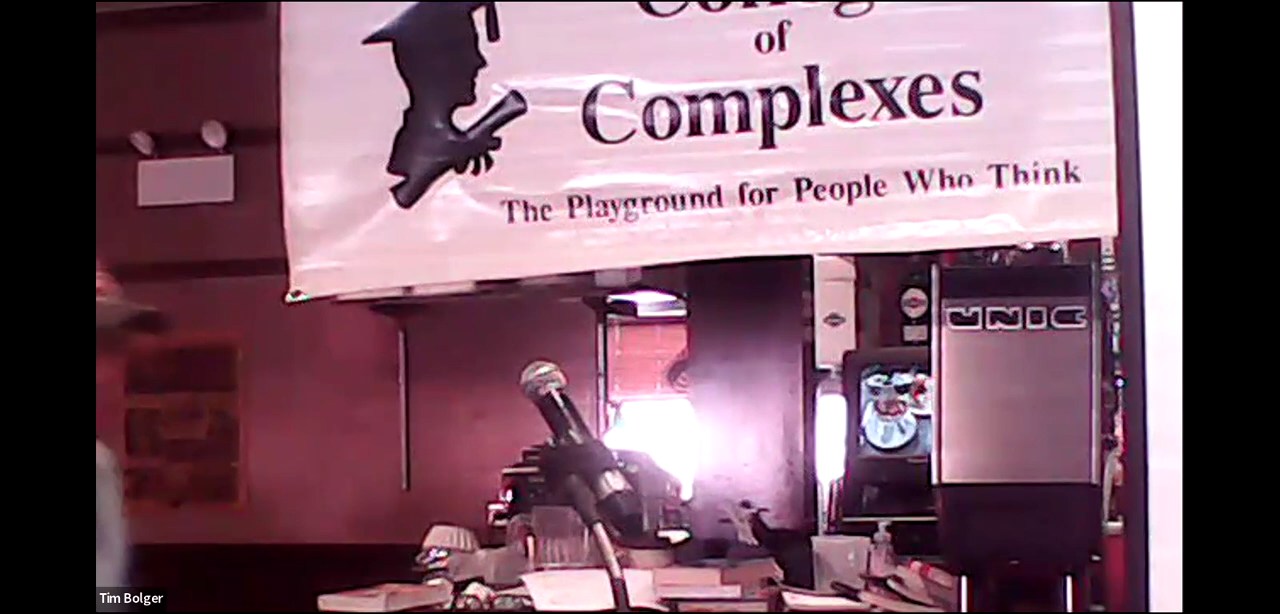 of
Complexes
The Playground for People Who Think
UNIC
Tim Bolger